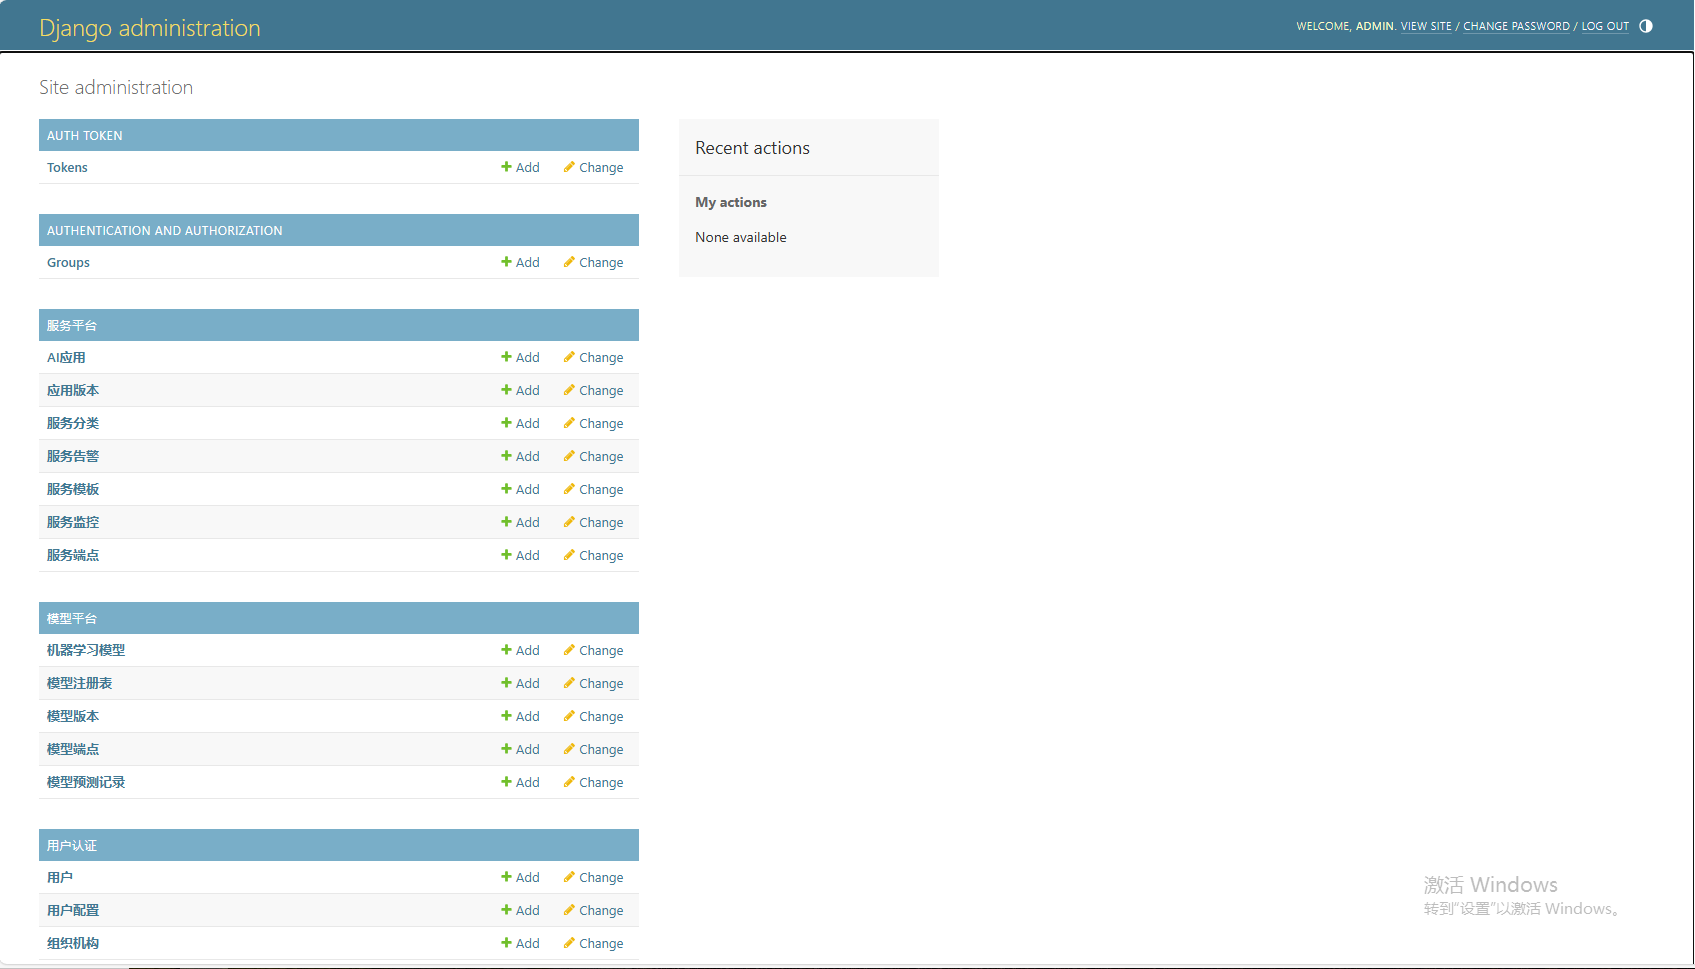 Django administration
WELCOME, ADMIN. VIEW SITE / CHANGE PASSWORD / LOG OUT
Site administration
AUTH TOKEN
Tokens Add Change
AUTHENTICATION AND AUTHORIZATION
Groups Add Change
服务平台
AI应用 Add Change
应用版本 Add Change
服务分类 Add Change
服务告警 Add Change
服务模板 Add Change
服务监控 Add Change
服务端点 Add Change
模型平台
机器学习模型 Add Change
模型注册表 Add Change
模型版本 Add Change
模型端点 Add Change
模型预测记录 Add Change
用户认证
用户 Add Change
用户配置 Add Change
组织机构 Add Change
Recent actions
My actions
None available
激活 Windows
转到"设置"以激活 Windows。